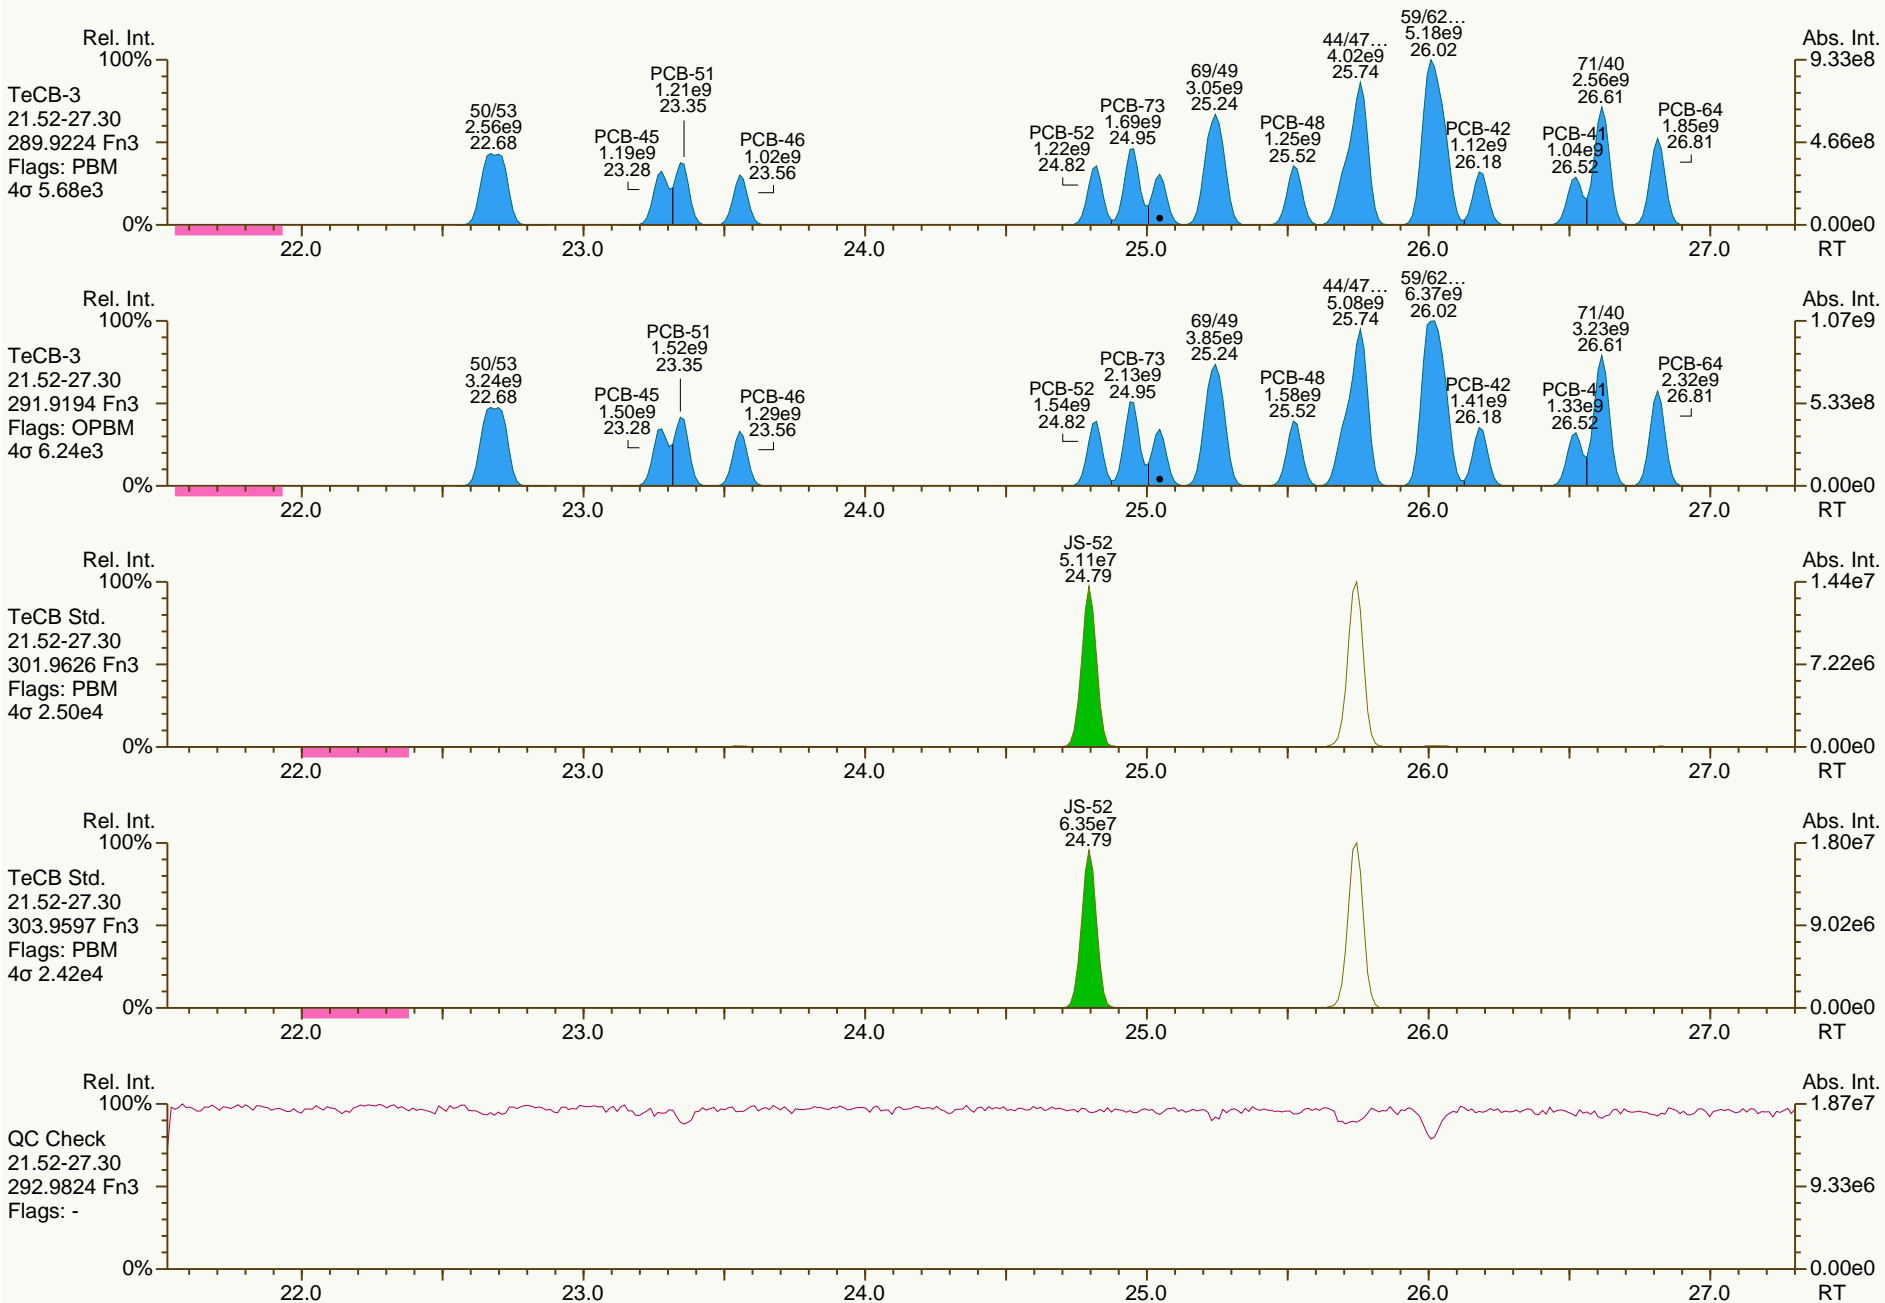 Rel. Int.
100%
0%
TeCB-3
21.52-27.30
289.9224 Fn3
Flags: PBM
4σ 5.68e3
50/53
2.56e9
22.68
PCB-45
1.19e9
23.28
PCB-51
1.21e9
23.35
PCB-46
1.02e9
23.56
PCB-52
1.22e9
24.82
PCB-73
1.69e9
24.95
69/49
3.05e9
25.24
PCB-48
1.25e9
25.52
44/47...
4.02e9
25.74
59/62...
5.18e9
26.02
PCB-42
1.12e9
26.18
PCB-41
1.04e9
26.52
71/40
2.56e9
26.61
PCB-64
1.85e9
26.81
Abs. Int.
9.33e8
4.66e8
0.00e0
22.0 23.0 24.0 25.0 26.0 27.0 RT
Rel. Int.
100%
0%
TeCB-3
21.52-27.30
291.9194 Fn3
Flags: OPBM
4σ 6.24e3
50/53
3.24e9
22.68
PCB-45
1.50e9
23.28
PCB-51
1.52e9
23.35
PCB-46
1.29e9
23.56
PCB-52
1.54e9
24.82
PCB-73
2.13e9
24.95
69/49
3.85e9
25.24
PCB-48
1.58e9
25.52
44/47...
5.08e9
25.74
59/62...
6.37e9
26.02
PCB-42
1.41e9
26.18
PCB-41
1.33e9
26.52
71/40
3.23e9
26.61
PCB-64
2.32e9
26.81
Abs. Int.
1.07e9
5.33e8
0.00e0
22.0 23.0 24.0 25.0 26.0 27.0 RT
Rel. Int.
100%
0%
TeCB Std.
21.52-27.30
301.9626 Fn3
Flags: PBM
4σ 2.50e4
JS-52
5.11e7
24.79
Abs. Int.
1.44e7
7.22e6
0.00e0
22.0 23.0 24.0 25.0 26.0 27.0 RT
Rel. Int.
100%
0%
TeCB Std.
21.52-27.30
303.9597 Fn3
Flags: PBM
4σ 2.42e4
JS-52
6.35e7
24.79
Abs. Int.
1.80e7
9.02e6
0.00e0
22.0 23.0 24.0 25.0 26.0 27.0 RT
Rel. Int.
100%
0%
QC Check
21.52-27.30
292.9824 Fn3
Flags: -
Abs. Int.
1.87e7
9.33e6
0.00e0
22.0 23.0 24.0 25.0 26.0 27.0 RT